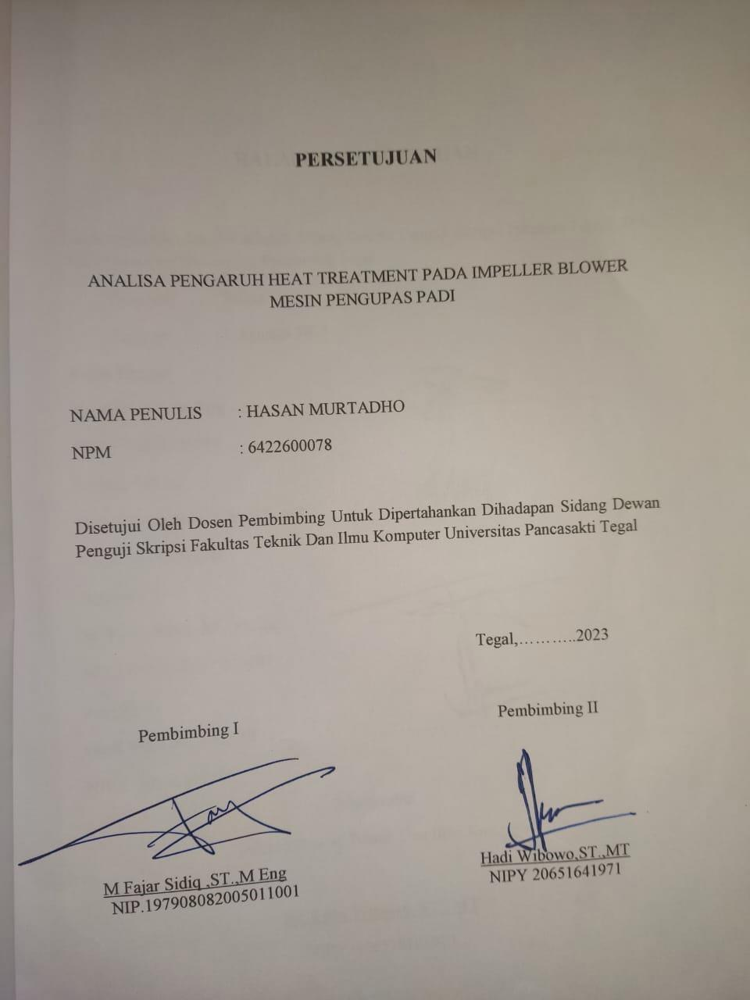 PERSETUJUAN
ANALISA PENGARUH HEAT TREATMENT PADA IMPELLER BLOWER
MESIN PENGUPAS PADI
NAMA PENULIS : HASAN MURTADHO
NPM : 6422600078
Disetujui Oleh Dosen Pembimbing Untuk Dipertahankan Dihadapan Sidang Dewan
Penguji Skripsi Fakultas Teknik Dan Ilmu Komputer Universitas Pancasakti Tegal
Tegal,...........2023
Pembimbing I
Pembimbing II
M Fajar Sidiq ,ST.,M Eng
NIP.197908082005011001
Hadi Wibowo,ST.,MT
NIPY 20651641971